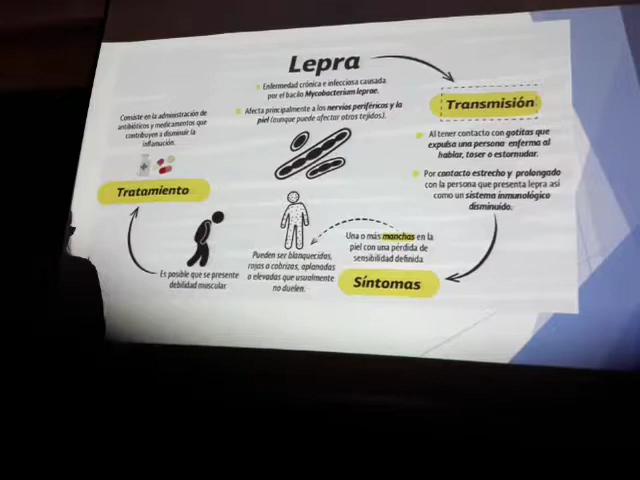 Lepra
Enfermedad crónica e infecciosa causada
por el bacilo Mycobacterium leprae.
Afecta principalmente a los nervios periféricos y la
piel (aunque puede afectar otros tejidos).
Transmisión
Al tener contacto con gotitas que
expulsa una persona enferma al
hablar, toser o estornudar.
Por contacto estrecho y prolongado
con la persona que presenta lepra así
como un sistema inmunológico
disminuido.
Síntomas
Una o más manchas en la
piel con una pérdida de
sensibilidad definida
Pueden ser blanquecidas,
rojas o cobrizas, aplanadas
o elevadas que usualmente
no duelen.
Es posible que se presente
debilidad muscular.
Tratamiento
Consiste en la administración de
antibióticos y medicamentos que
contribuyen a disminuir la
inflamación.